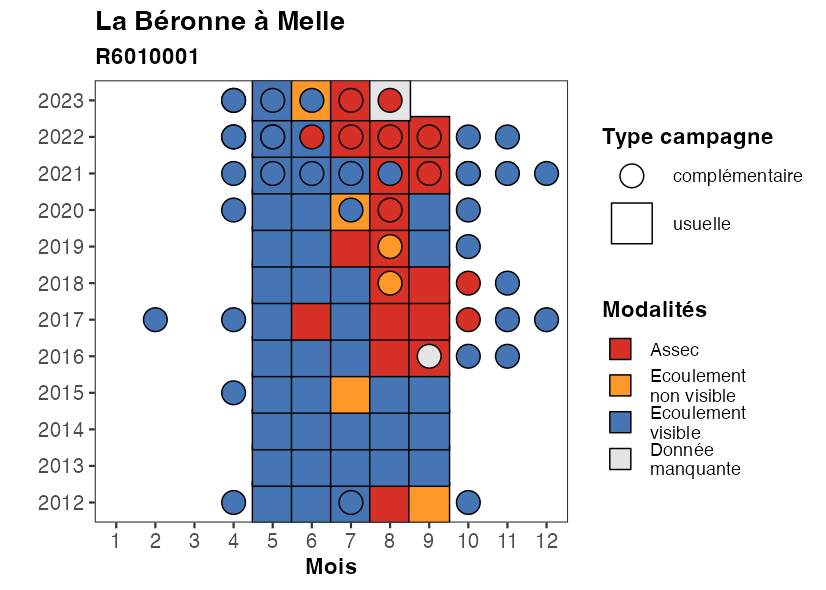 La Béronne à Melle
R6010001
2023
2022
2021
2020
2019
2018
2017
2016
2015
2014
2013
2012
1 2 3 4 5 6 7 8 9 10 11 12
Mois
Type campagne
complémentaire
usuelle
Modalités
Assec
Ecoulement
non visible
Ecoulement
visible
Donnée
manquante